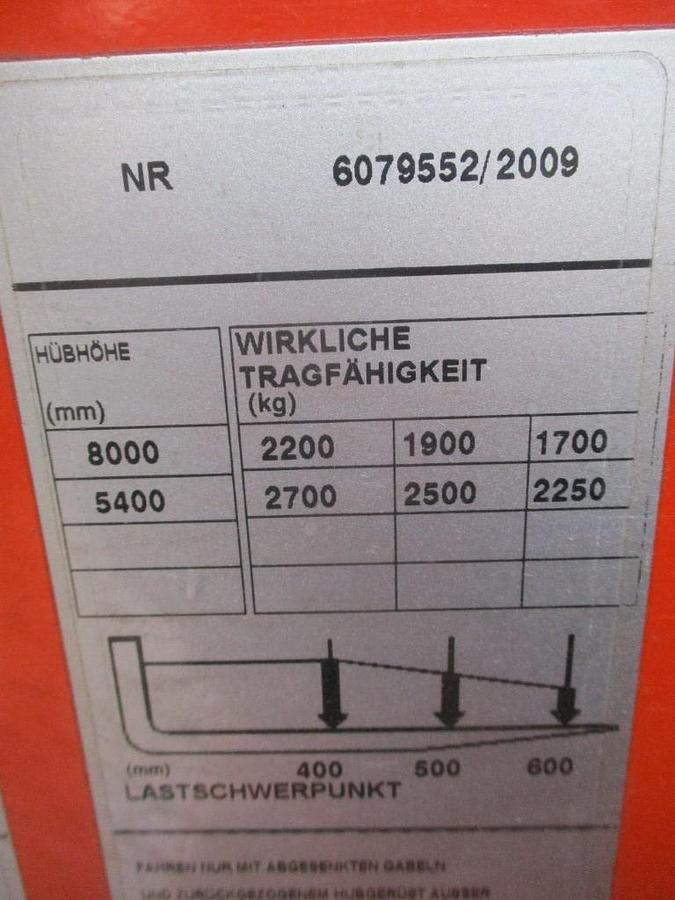 NR 6079552/2009
HÜBHÖHE
(mm)
WIRKLICHE
TRAGFÄHIGKEIT
(kg)
8000 2200 1900 1700
5400 2700 2500 2250
(mm) 400 500 600
LASTSCHWERPUNKT
FAHREN NUR MIT ABGESENKTEN GABELN
UND ZURÜCKGEZOGENEM HUBGERÜST AUßER